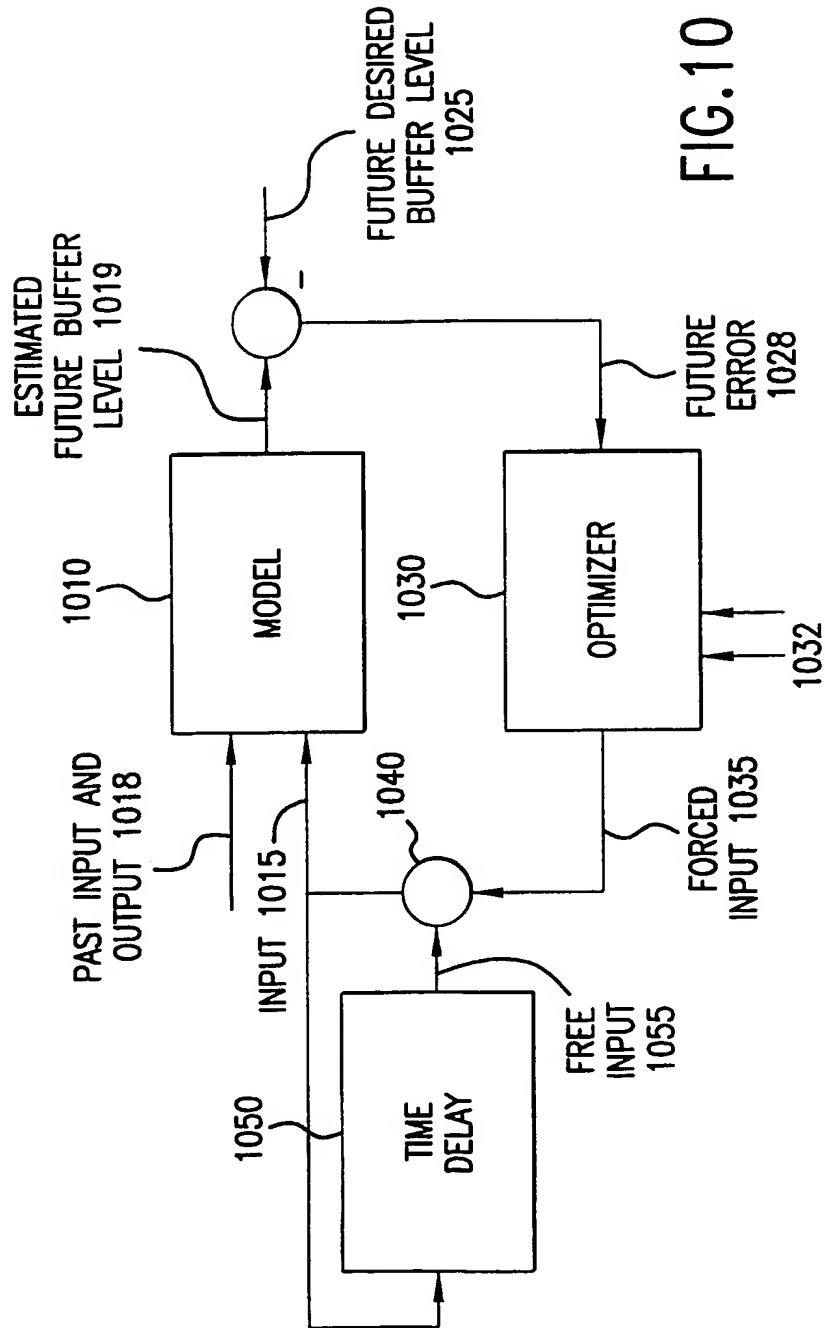 PAST INPUT AND
OUTPUT 1018
1010
MODEL
ESTIMATED
FUTURE BUFFER
LEVEL 1019
-
FUTURE DESIRED
BUFFER LEVEL
1025
INPUT 1015
1050
TIME
DELAY
1040
FREE
INPUT
1055
1030
OPTIMIZER
FUTURE
ERROR
1028
FORCED
INPUT 1035
1032
FIG.10